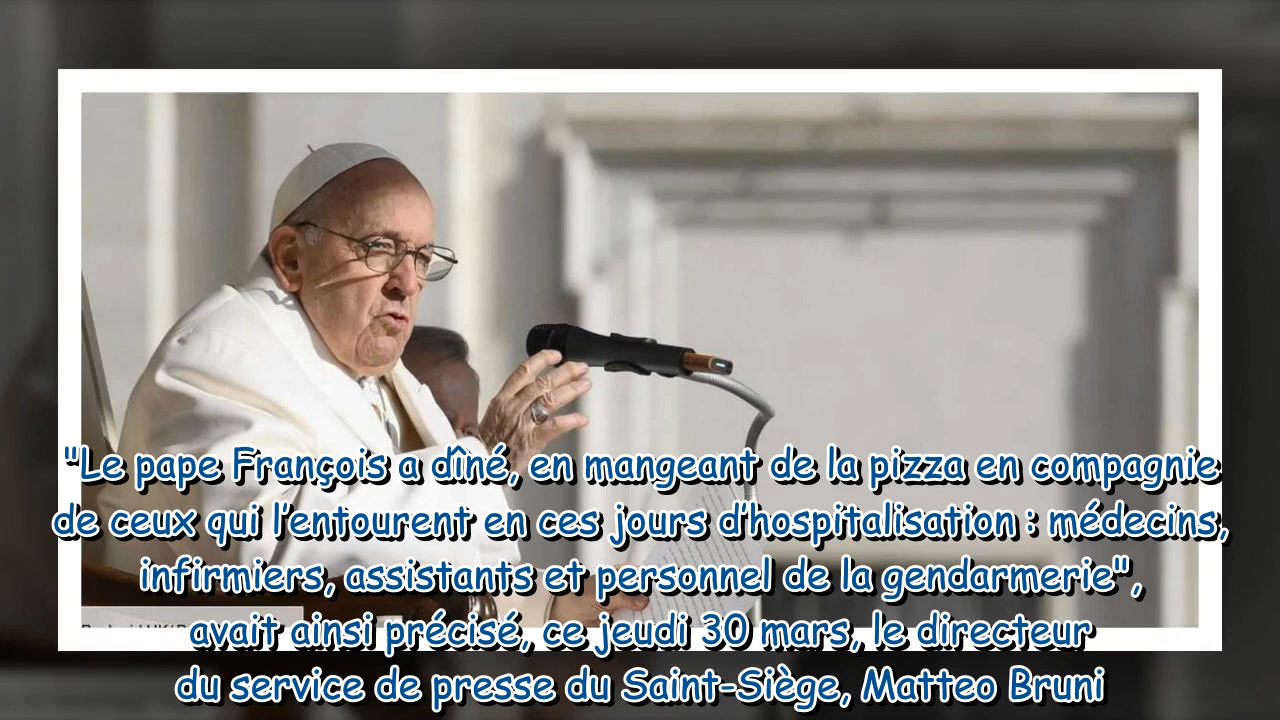 "Le pape François a dîné, en mangeant de la pizza en compagnie
de ceux qui l'entourent en ces jours d'hospitalisation : médecins,
infirmiers, assistants et personnel de la gendarmerie",
avait ainsi précisé, ce jeudi 30 mars, le directeur
du service de presse du Saint-Siège, Matteo Bruni